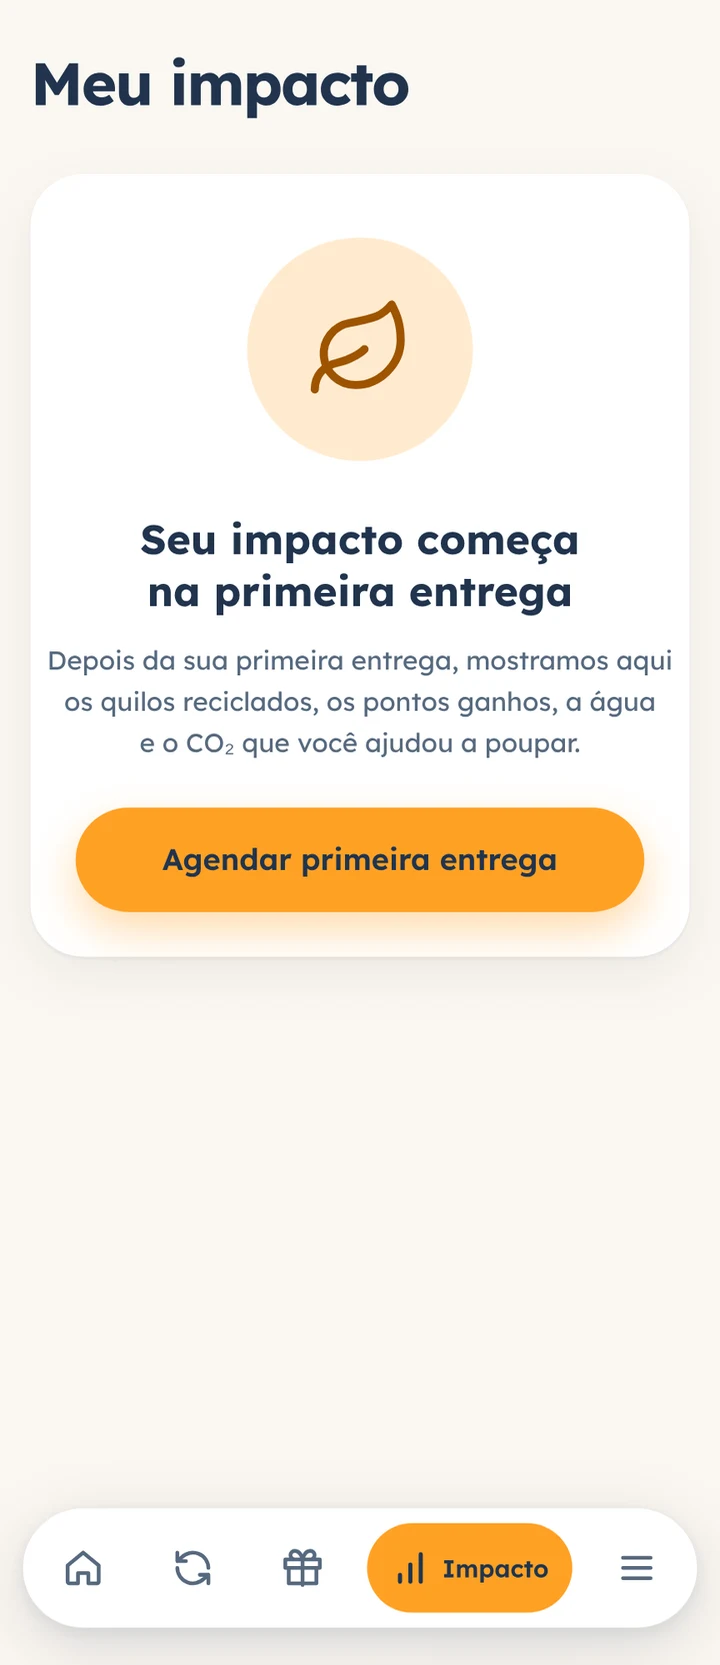 Meu impacto
Seu impacto começa
na primeira entrega
Depois da sua primeira entrega, mostramos aqui
os quilos reciclados, os pontos ganhos, a água
e o CO₂ que você ajudou a poupar.
Agendar primeira entrega
Impacto